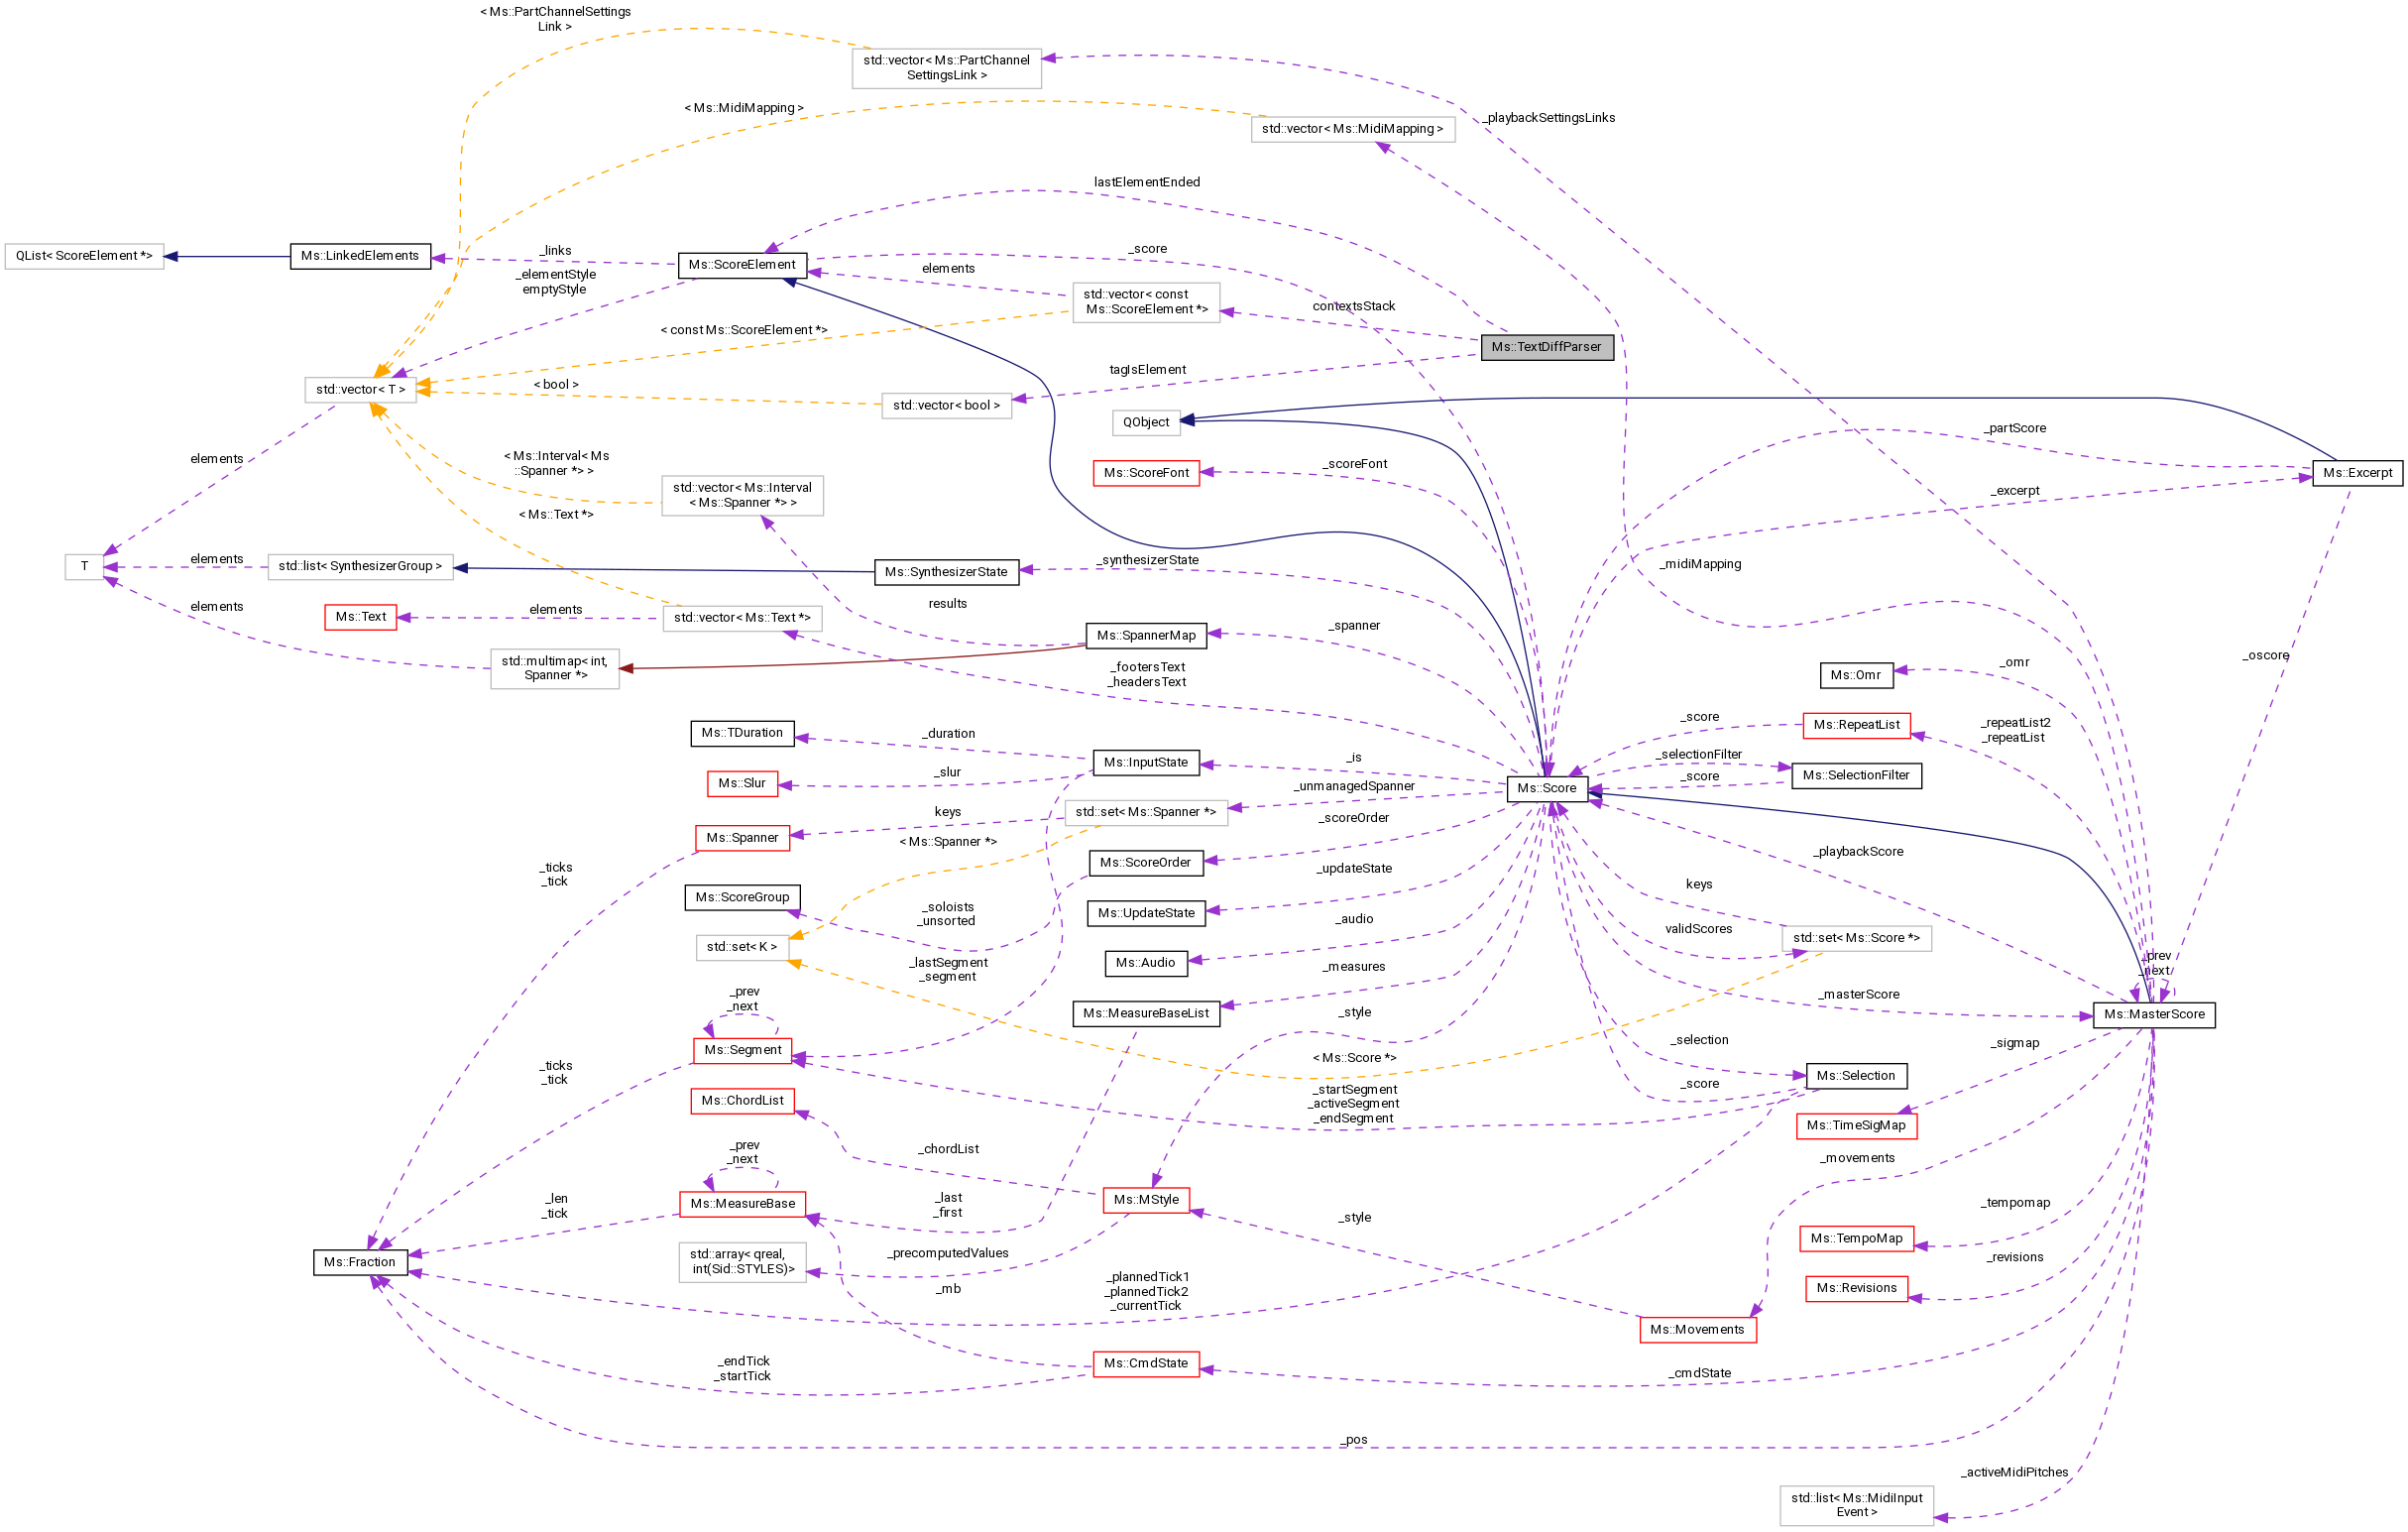 < Ms::PartChannelSettings
Link >
std::vector< Ms::PartChannel
SettingsLink >
< Ms::MidiMapping >
_playbackSettingsLinks
std::vector< Ms::MidiMapping >
lastElementEnded
QList< ScoreElement *>
Ms::LinkedElements
_links
_elementStyle
emptyStyle
Ms::ScoreElement
_score
elements
std::vector< const
Ms::ScoreElement *>
contextsStack
< const Ms::ScoreElement *>
Ms::TextDiffParser
tagIsElement
std::vector< T >
< bool >
std::vector< bool >
QObject
_partScore
elements
< Ms::Interval< Ms
::Spanner *> >
std::vector< Ms::Interval
< Ms::Spanner *> >
Ms::ScoreFont
_scoreFont
Ms::Excerpt
_excerpt
< Ms::Text *>
T
elements
std::list< SynthesizerGroup >
Ms::SynthesizerState
_synthesizerState
_midiMapping
elements
Ms::Text
elements
std::vector< Ms::Text *>
results
Ms::SpannerMap
_spanner
std::multimap< int,
Spanner *>
_footersText
_headersText
_oscore
Ms::Omr
_omr
Ms::TDuration
_duration
Ms::InputState
_is
_score
Ms::RepeatList
_repeatList2
_repeatList
_selectionFilter
Ms::Slur
_slur
Ms::Score
_score
Ms::SelectionFilter
_unmanagedSpanner
keys
std::set< Ms::Spanner *>
_scoreOrder
Ms::Spanner
< Ms::Spanner *>
_ticks
_tick
Ms::ScoreOrder
_updateState
_playbackScore
Ms::ScoreGroup
_soloists
_unsorted
Ms::UpdateState
keys
_audio
validScores
std::set< K >
std::set< Ms::Score *>
_lastSegment
_segment
Ms::Audio
_measures
_prev
_next
_prev
_next
Ms::MeasureBaseList
_style
_masterScore
Ms::MasterScore
Ms::Segment
< Ms::Score *>
_selection
_sigmap
_ticks
_tick
Ms::Selection
Ms::ChordList
_startSegment
_activeSegment
_endSegment
_score
Ms::TimeSigMap
_prev
_next
_chordList
_movements
_len
_tick
Ms::MeasureBase
_last
_first
Ms::MStyle
_tempomap
_style
Ms::TempoMap
Ms::Fraction
std::array< qreal,
int(Sid::STYLES)>
_precomputedValues
_revisions
_mb
_plannedTick1
_plannedTick2
_currentTick
Ms::Revisions
Ms::Movements
_endTick
_startTick
Ms::CmdState
_cmdState
_pos
_activeMidiPitches
std::list< Ms::MidiInput
Event >